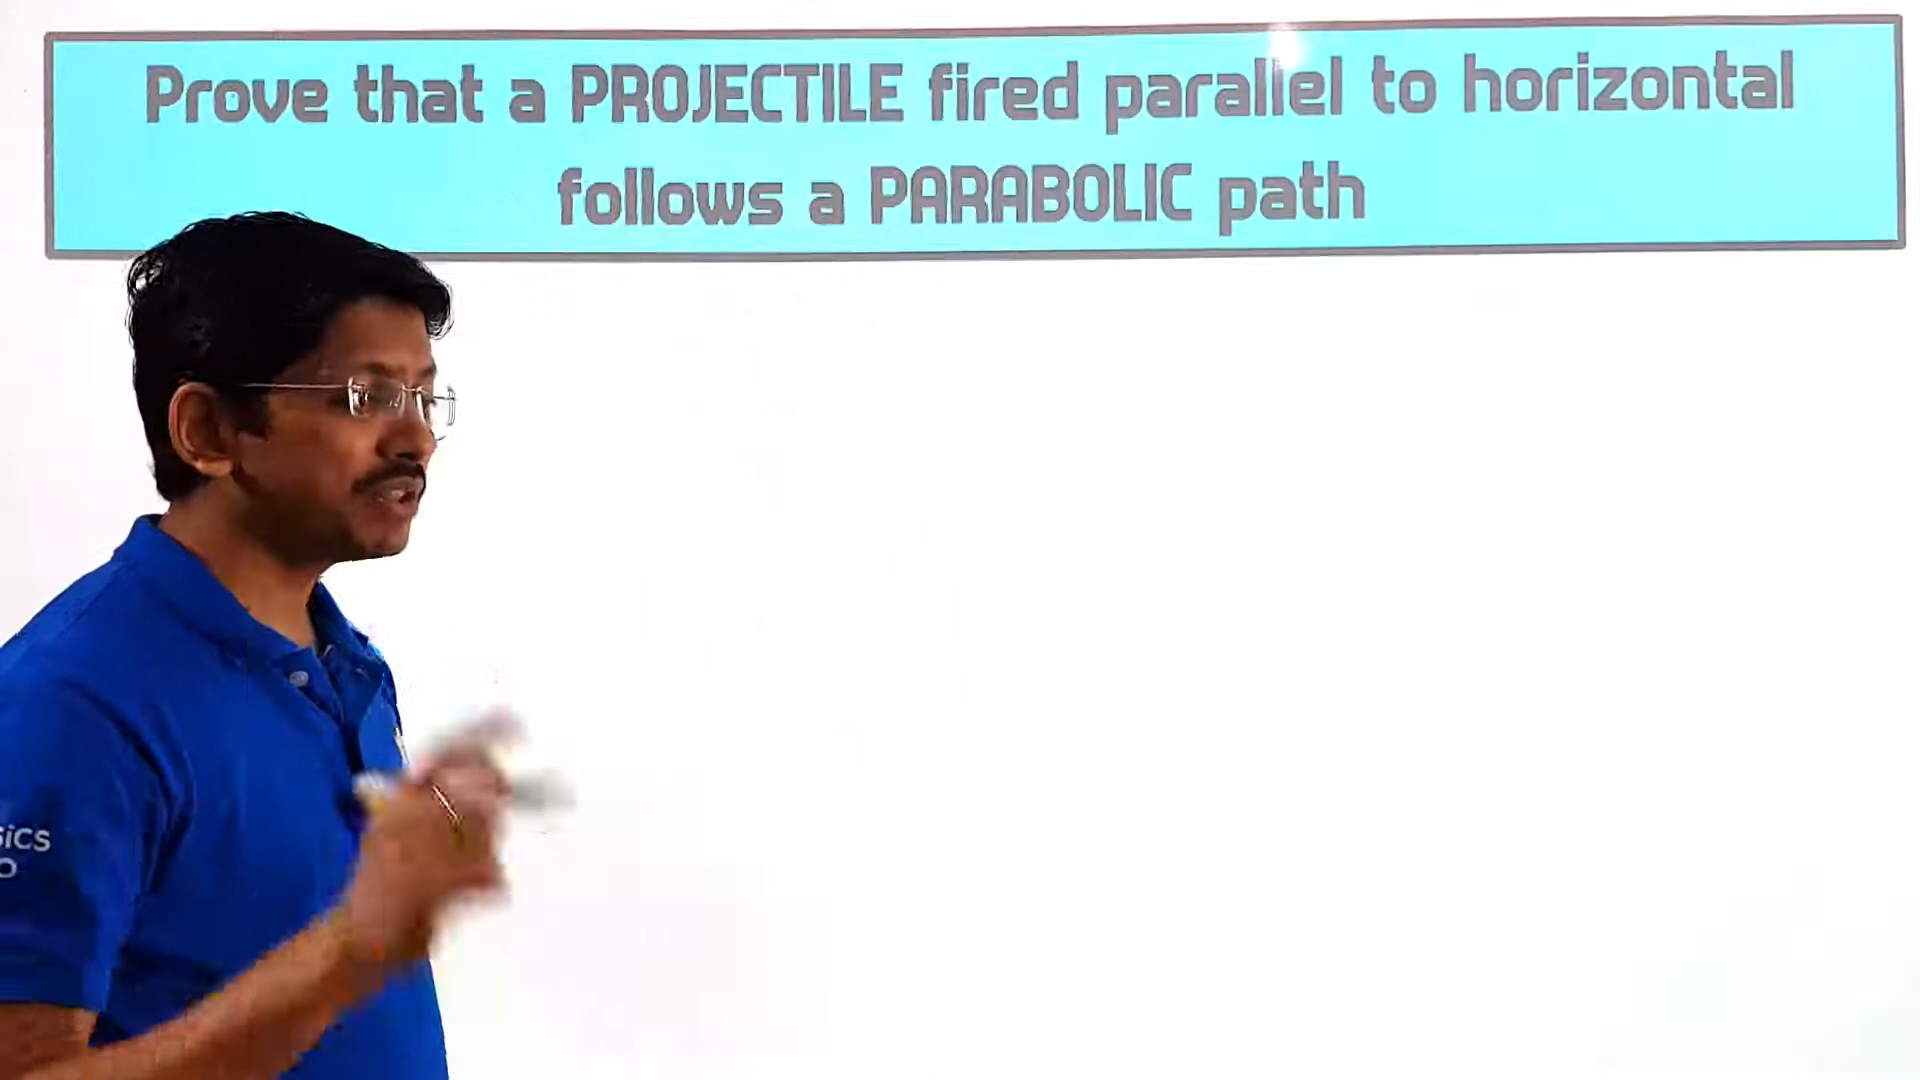 Prove that a PROJECTILE fired parallel to horizontal
follows a PARABOLIC path